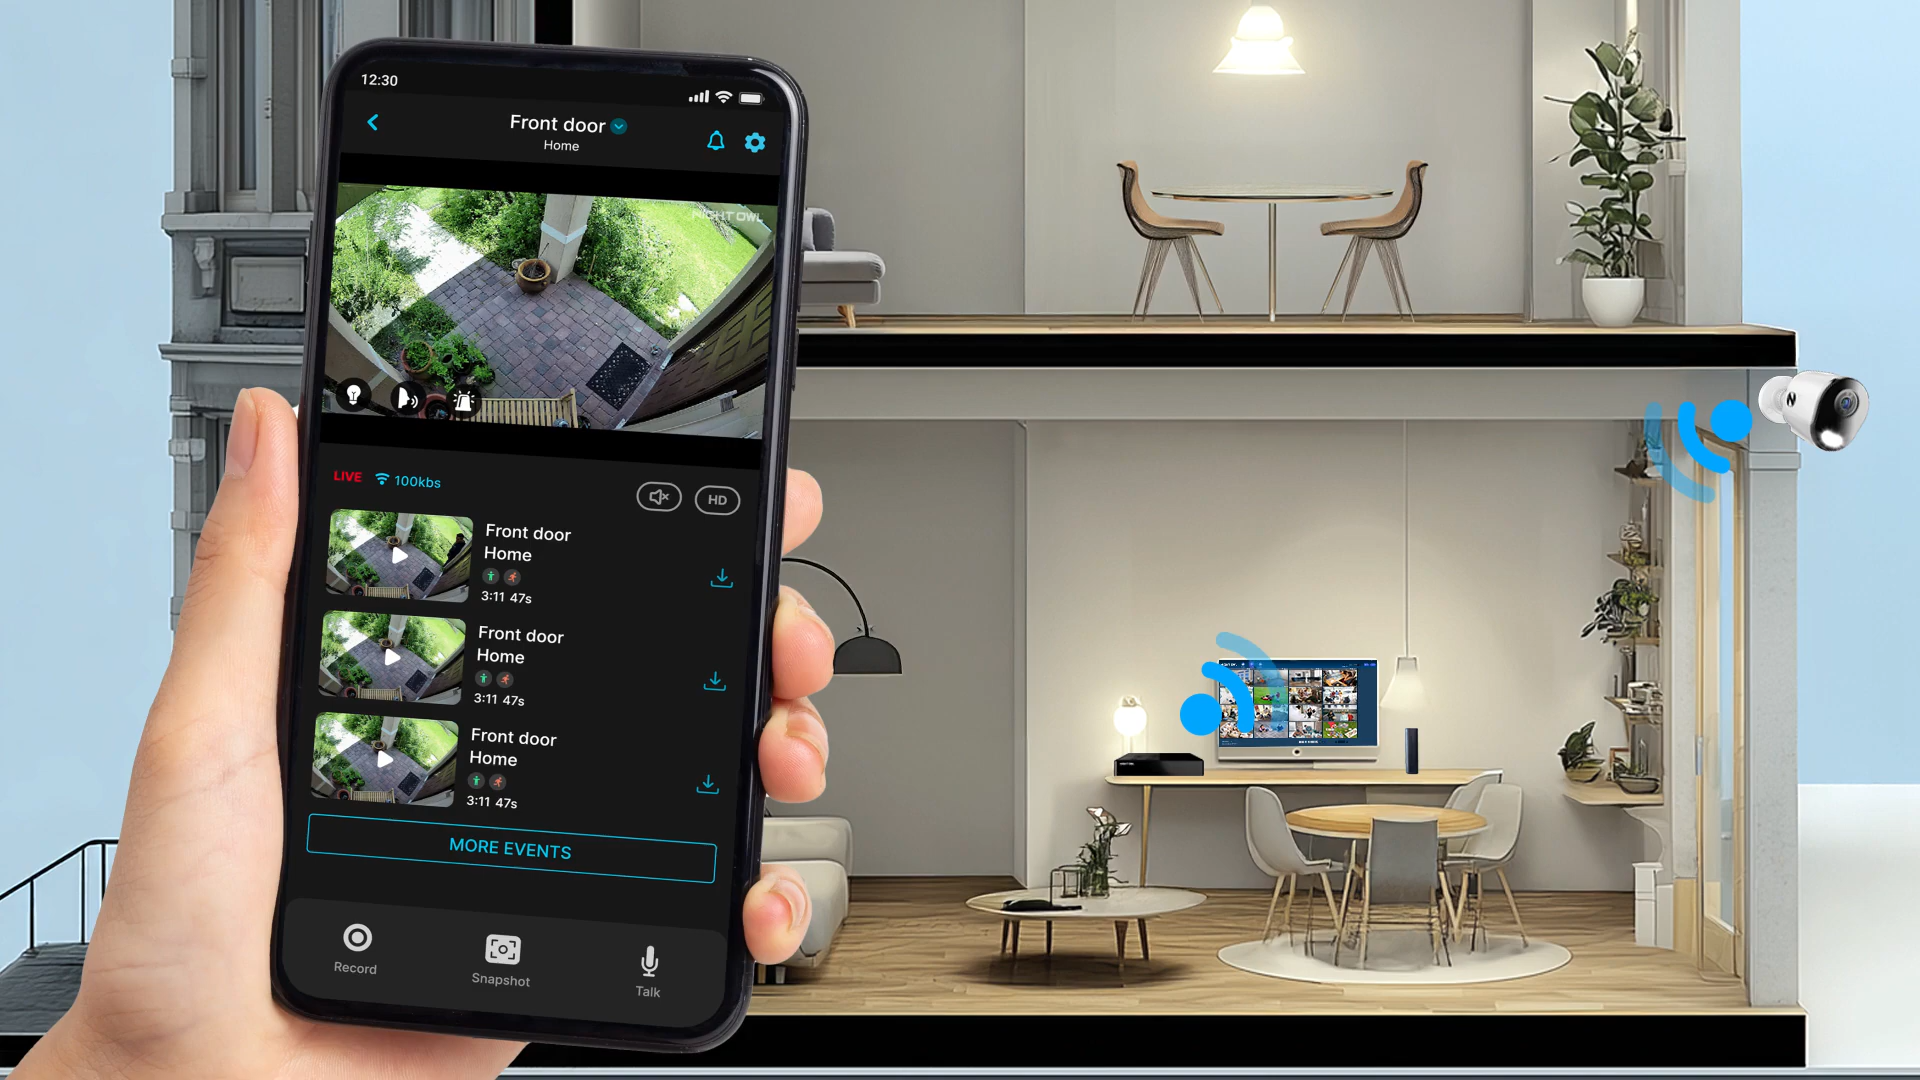 12:30
Front door
Home
NIGHT OWL
LIVE
100kbs
HD
Front door
Home
3:11 47s
Front door
Home
3:11 47s
Front door
Home
3:11 47s
MORE EVENTS
Record
Snapshot
Talk